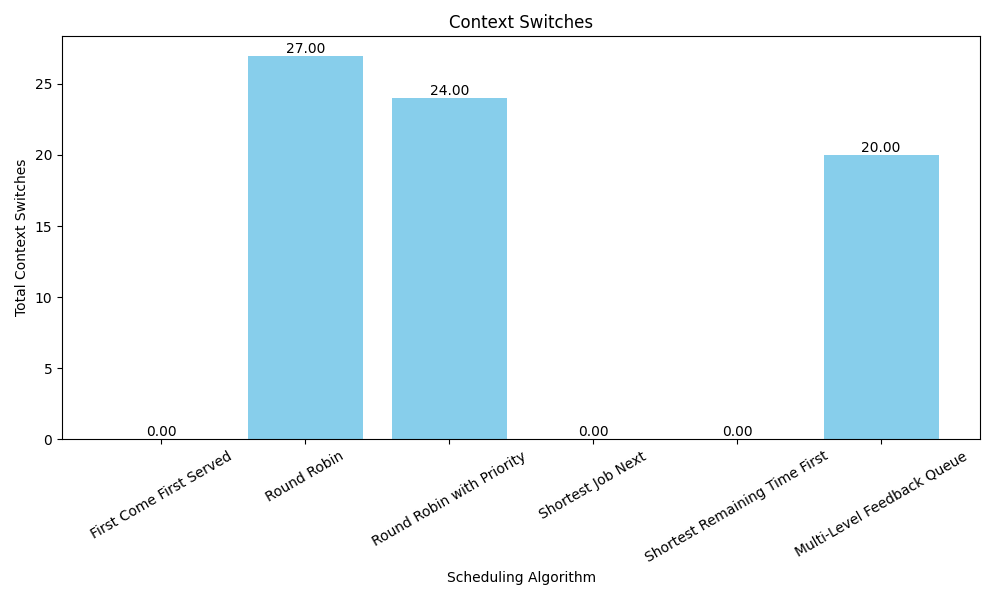 Context Switches
Total Context Switches
25
20
15
10
5
0
0.00
27.00
24.00
0.00
0.00
20.00
First Come First Served
Round Robin
Round Robin with Priority
Shortest Job Next
Shortest Remaining Time First
Multi-Level Feedback Queue
Scheduling Algorithm